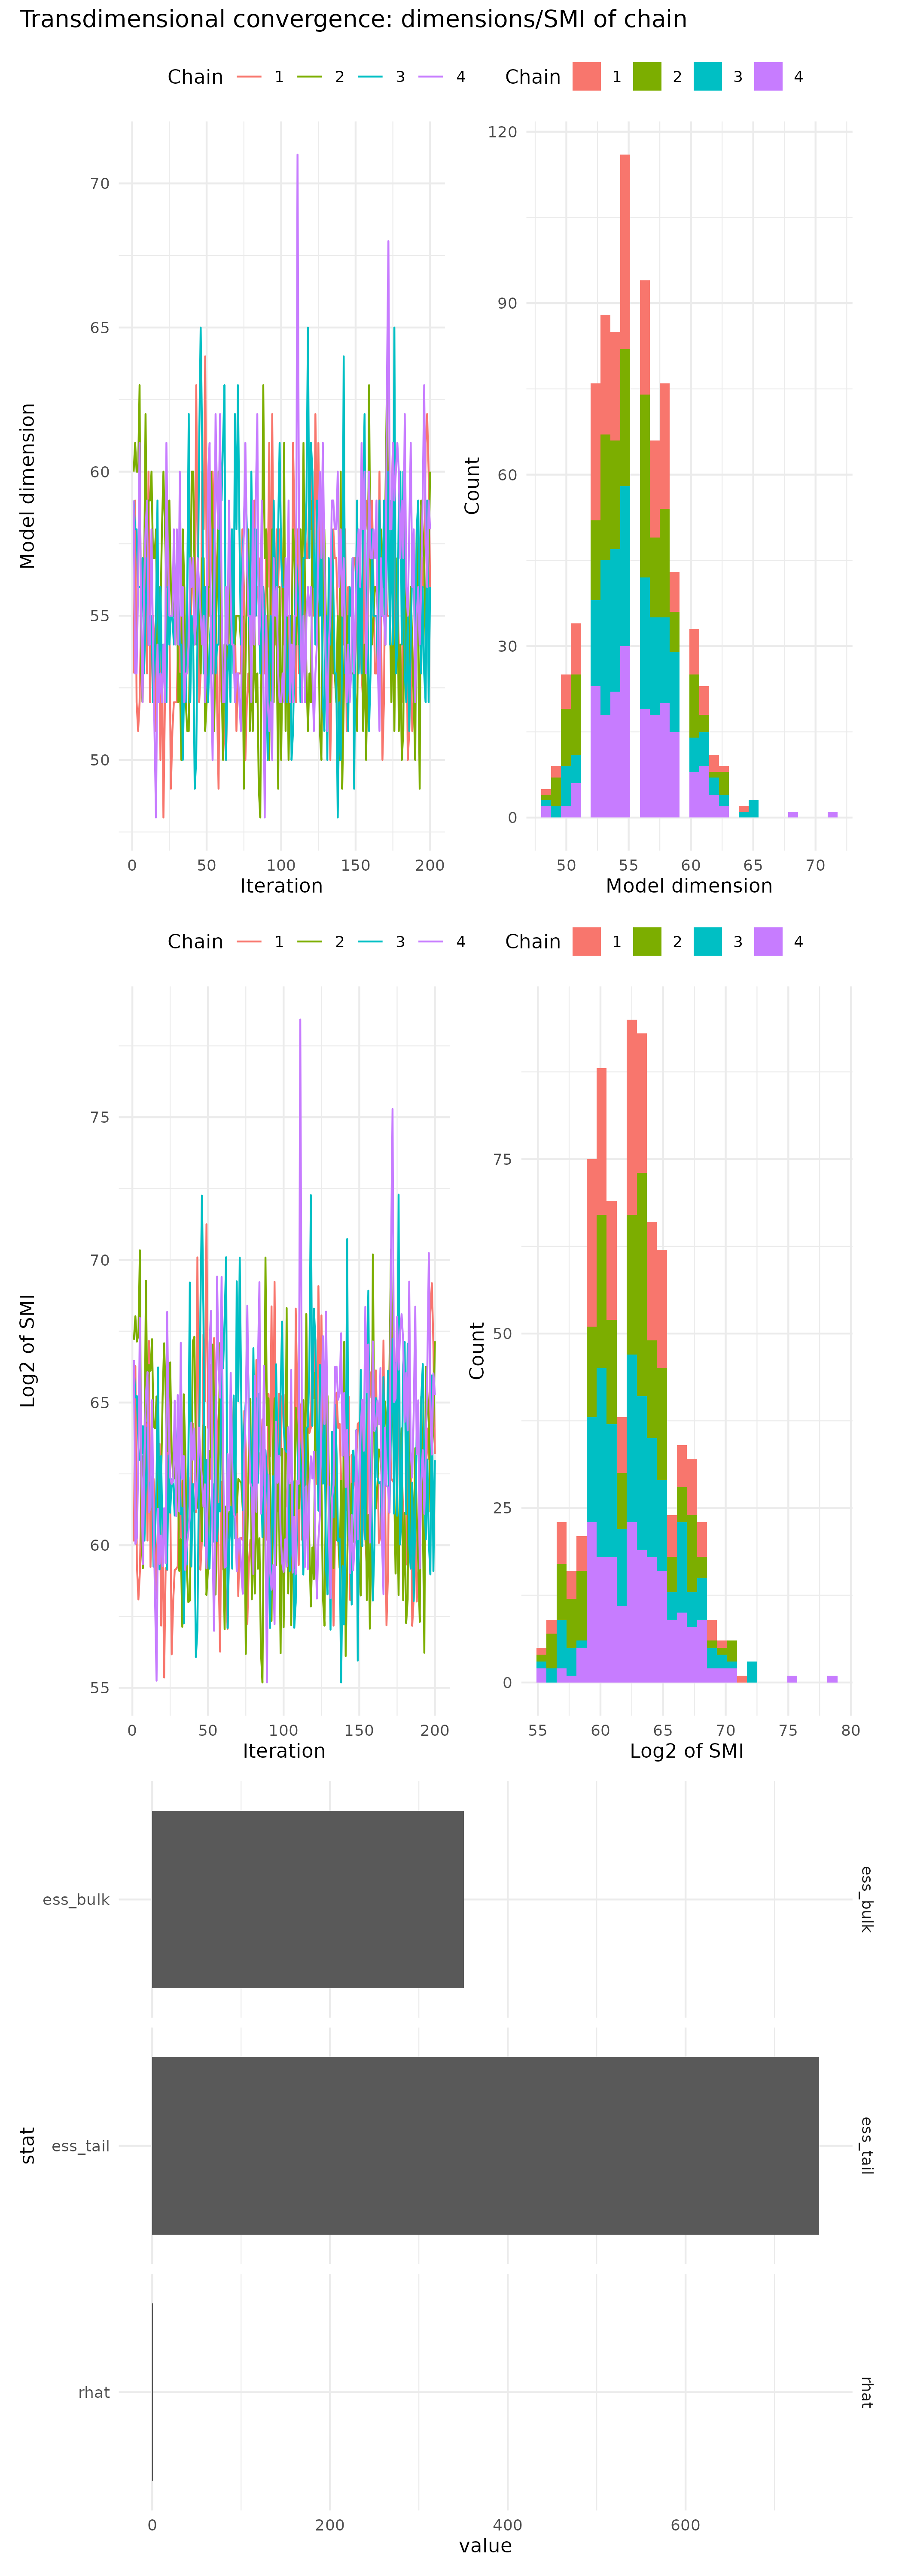 Transdimensional convergence: dimensions/SMI of chain
Chain 1 2 3 4
Chain 1 2 3 4
Model dimension
70
65
60
55
50
0 50 100 150 200
Iteration
Count
120
90
60
30
0
50 55 60 65 70
Model dimension
Chain 1 2 3 4
Chain 1 2 3 4
Log2 of SMI
75
70
65
60
55
0 50 100 150 200
Iteration
Count
75
50
25
0
55 60 65 70 75 80
Log2 of SMI
stat
ess_bulk
ess_bulk
ess_tail
ess_tail
rhat
rhat
0 200 400 600
value